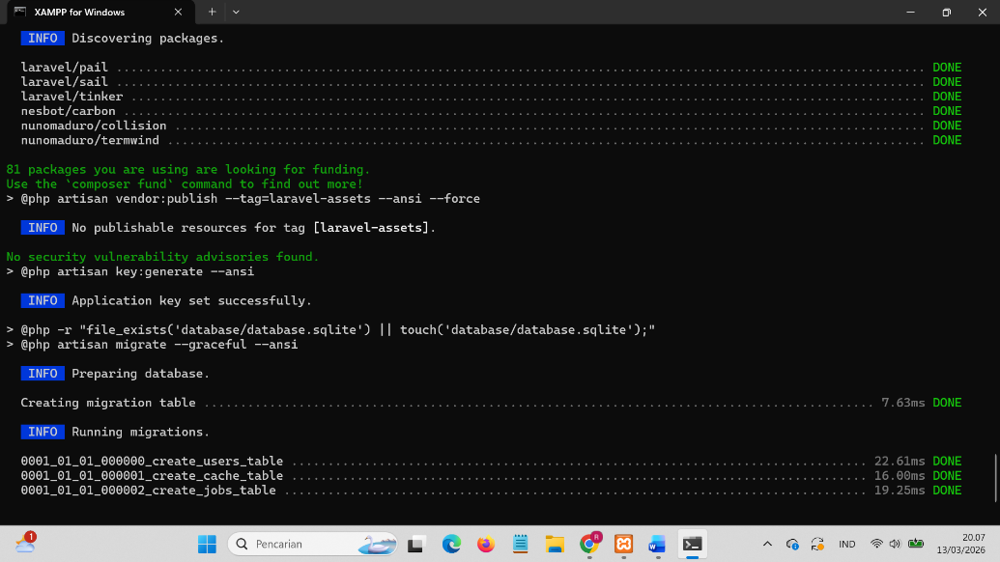 XAMPP for Windows
INFO Discovering packages.
laravel/pail ............................................................................................................... DONE
laravel/sail ............................................................................................................... DONE
laravel/tinker ............................................................................................................. DONE
nesbot/carbon .............................................................................................................. DONE
nunomaduro/collision ....................................................................................................... DONE
nunomaduro/termwind ........................................................................................................ DONE
81 packages you are using are looking for funding.
Use the `composer fund` command to find out more!
> @php artisan vendor:publish --tag=laravel-assets --ansi --force
INFO No publishable resources for tag [laravel-assets].
No security vulnerability advisories found.
> @php artisan key:generate --ansi
INFO Application key set successfully.
> @php -r "file_exists('database/database.sqlite') || touch('database/database.sqlite');"
> @php artisan migrate --graceful --ansi
INFO Preparing database.
Creating migration table ............................................................................................ 7.63ms DONE
INFO Running migrations.
0001_01_01_000000_create_users_table ............................................................................... 22.61ms DONE
0001_01_01_000001_create_cache_table ............................................................................... 16.00ms DONE
0001_01_01_000002_create_jobs_table ................................................................................ 19.25ms DONE
1
Pencarian
R
W
IND
20.07
13/03/2026